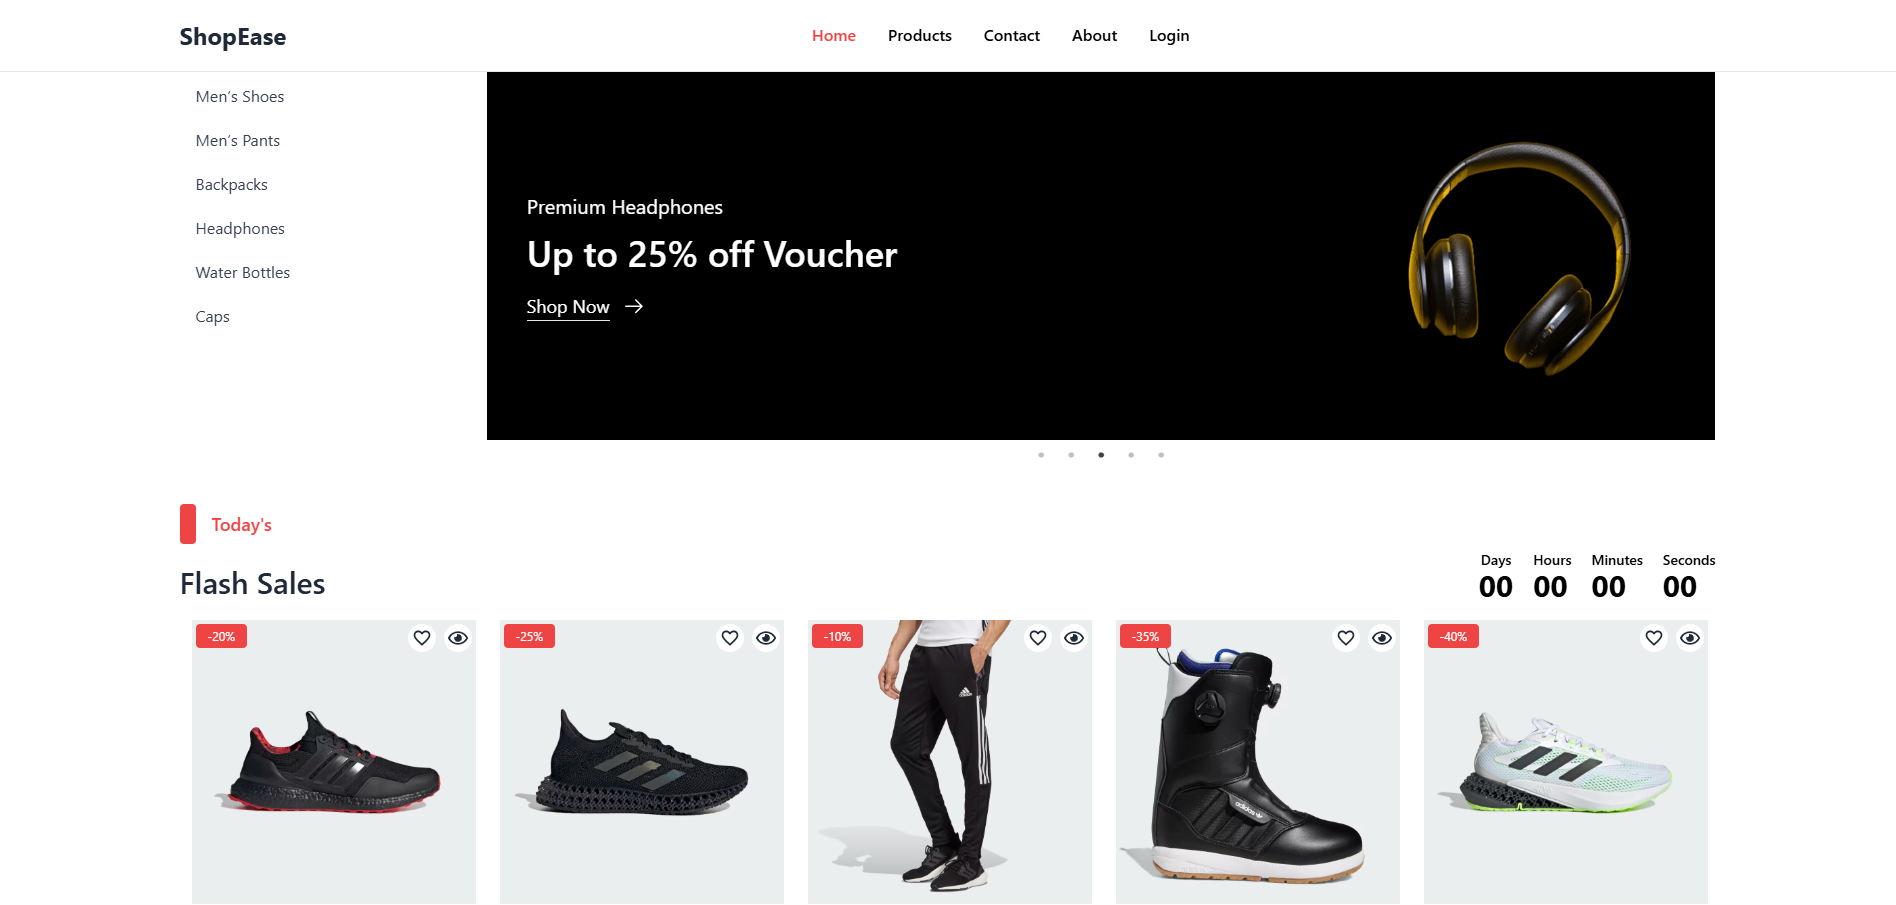 ShopEase
Home Products Contact About Login
Men’s Shoes
Men’s Pants
Backpacks
Headphones
Water Bottles
Caps
Premium Headphones
Up to 25% off Voucher
Shop Now
Today's
Flash Sales
Days Hours Minutes Seconds
00 00 00 00
-20%
-25%
-10%
-35%
-40%
adidas